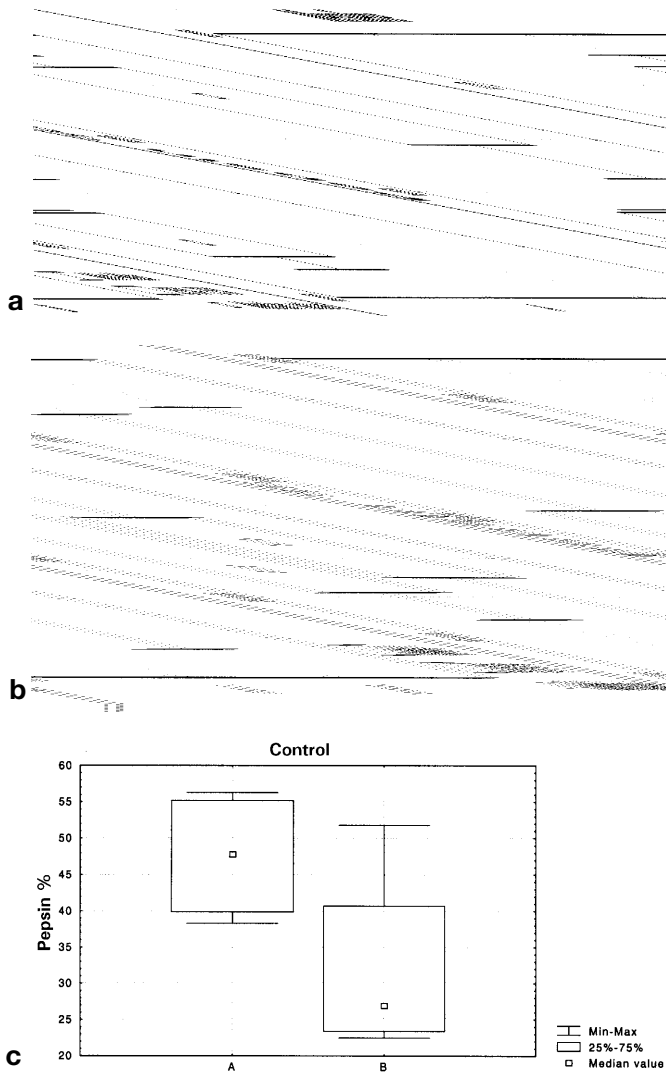 a
b
Control
60
55
50
45
40
35
30
25
20
Pepsin %
A
B
Min-Max
25%-75%
Median value
c